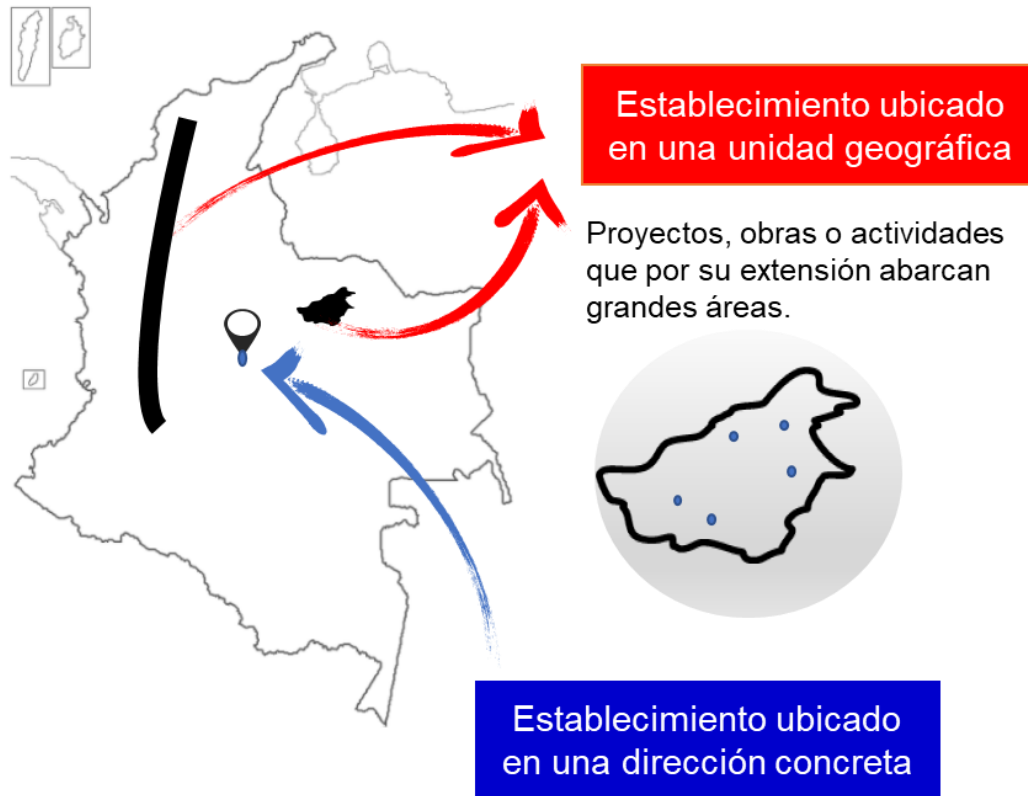 Establecimiento ubicado
en una unidad geográfica
Proyectos, obras o actividades
que por su extensión abarcan
grandes áreas.
Establecimiento ubicado
en una dirección concreta